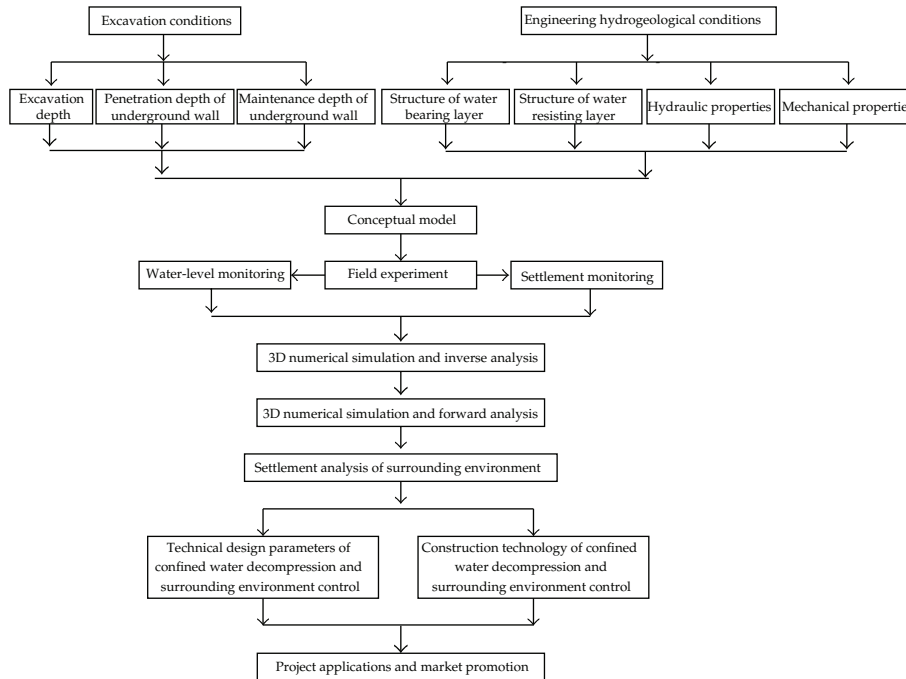 Excavation conditions
Engineering hydrogeological conditions
Excavation
depth
Penetration depth of
underground wall
Maintenance depth of
underground wall
Structure of water
bearing layer
Structure of water
resisting layer
Hydraulic properties
Mechanical properties
Conceptual model
Water-level monitoring
Field experiment
Settlement monitoring
3D numerical simulation and inverse analysis
3D numerical simulation and forward analysis
Settlement analysis of surrounding environment
Technical design parameters of
confined water decompression and
surrounding environment control
Construction technology of confined
water decompression and
surrounding environment control
Project applications and market promotion